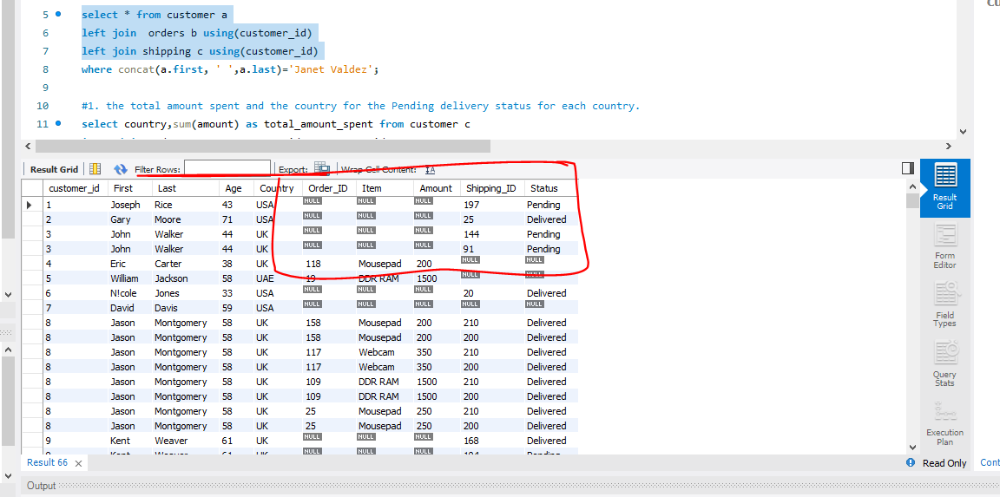 5 select * from customer a
6 left join  orders b using(customer_id)
7 left join shipping c using(customer_id)
8 where concat(a.first, ' ',a.last)='Janet Valdez';
9
10 #1. the total amount spent and the country for the Pending delivery status for each country.
11 select country,sum(amount) as total_amount_spent from customer c
Result Grid Filter Rows: Export: Wrap Cell Content: IA
customer_id First Last Age Country Order_ID Item Amount Shipping_ID Status
1 Joseph Rice 43 USA NULL NULL NULL 197 Pending
2 Gary Moore 71 USA NULL NULL NULL 25 Delivered
3 John Walker 44 UK NULL NULL NULL 144 Pending
3 John Walker 44 UK NULL NULL NULL 91 Pending
4 Eric Carter 38 UK 118 Mousepad 200 NULL NULL
5 William Jackson 58 UAE 19 DDR RAM 1500 NULL NULL
6 N!cole Jones 33 USA NULL NULL NULL 20 Delivered
7 David Davis 59 USA NULL NULL NULL NULL NULL
8 Jason Montgomery 58 UK 158 Mousepad 200 210 Delivered
8 Jason Montgomery 58 UK 158 Mousepad 200 200 Delivered
8 Jason Montgomery 58 UK 117 Webcam 350 210 Delivered
8 Jason Montgomery 58 UK 117 Webcam 350 200 Delivered
8 Jason Montgomery 58 UK 109 DDR RAM 1500 210 Delivered
8 Jason Montgomery 58 UK 109 DDR RAM 1500 200 Delivered
8 Jason Montgomery 58 UK 25 Mousepad 250 210 Delivered
8 Jason Montgomery 58 UK 25 Mousepad 250 200 Delivered
9 Kent Weaver 61 UK NULL NULL NULL 168 Delivered
9 Kent Weaver 61 UK NULL NULL NULL 194 Pending
Result
Grid
Form
Editor
Field
Types
Query
Stats
Execution
Plan
Result 66
Read Only
Cont
Output